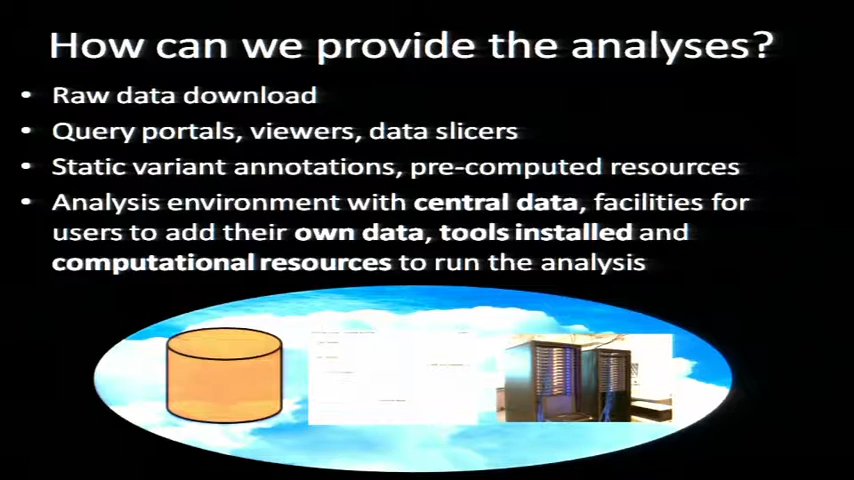 How can we provide the analyses?
• Raw data download
• Query portals, viewers, data slicers
• Static variant annotations, pre-computed resources
• Analysis environment with central data, facilities for
users to add their own data, tools installed and
computational resources to run the analysis